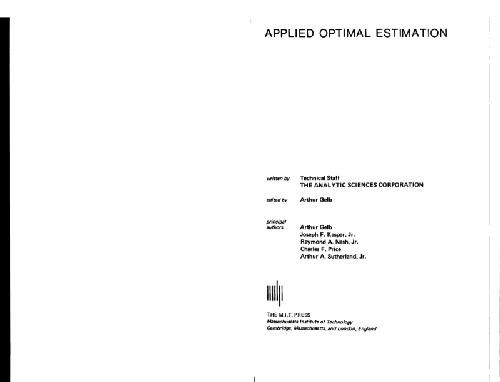 APPLIED OPTIMAL ESTIMATION
written by Technical Staff
THE ANALYTIC SCIENCES CORPORATION
edited by Arthur Gelb
principal
authors Arthur Gelb
Joseph F. Kasper, Jr.
Raymond A. Nash, Jr.
Charles F. Price
Arthur A. Sutherland, Jr.
THE M.I.T. PRESS
Massachusetts Institute of Technology
Cambridge, Massachusetts, and London, England